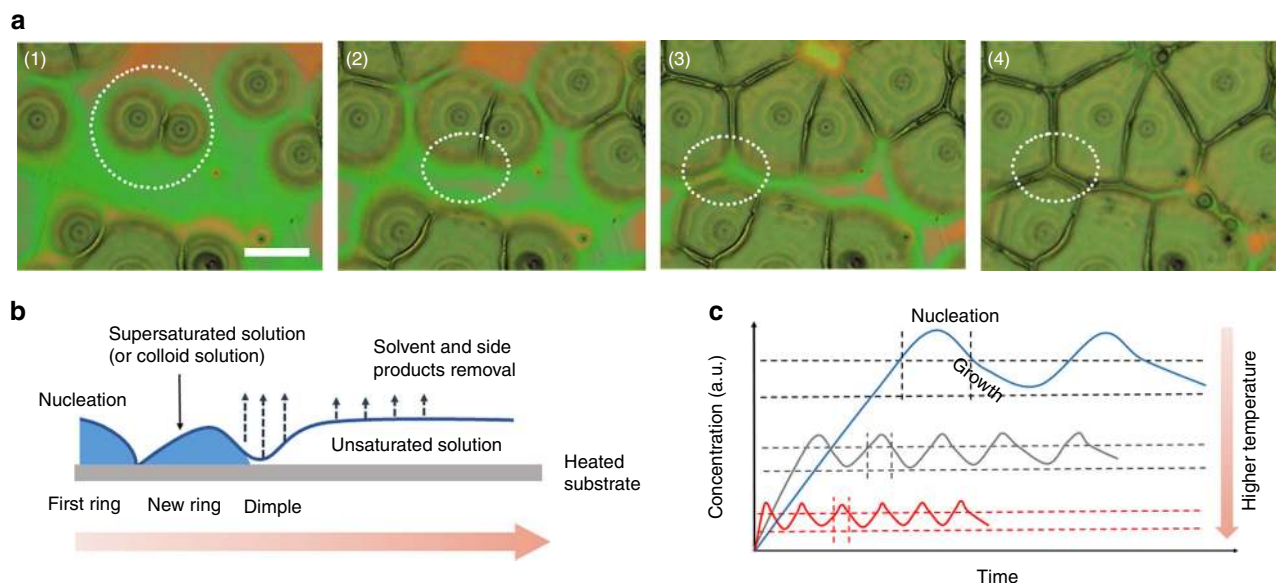 a
(1)
(2)
(3)
(4)
b
Supersaturated solution
(or colloid solution)
Solvent and side
products removal
Nucleation
Unsaturated solution
Heated
substrate
First ring
New ring
Dimple
c
Nucleation
Growth
Concentration (a.u.)
Higher temperature
Time